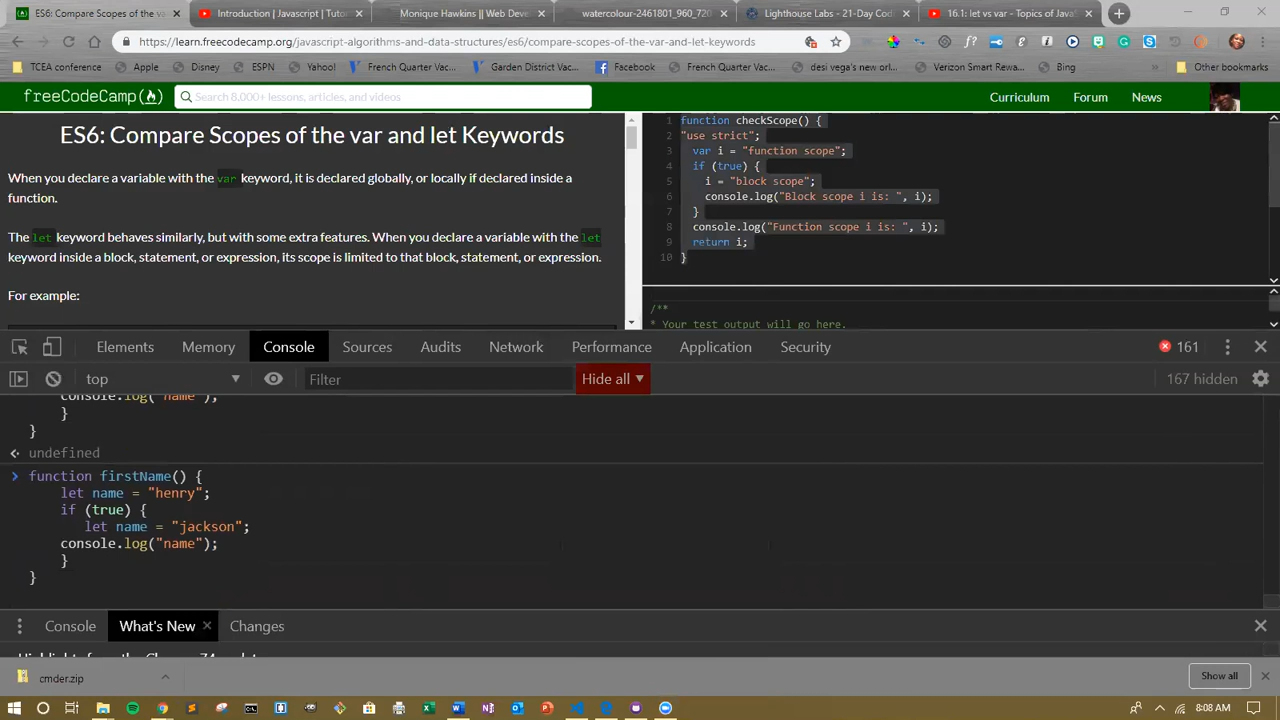 ES6: Compare Scopes of the var a
Introduction | Javascript | Tutor
Monique Hawkins || Web Deve
watercolour-2461801_960_720
Lighthouse Labs - 21-Day Cod
16.1: let vs var - Topics of JavaS
https://learn.freecodecamp.org/javascript-algorithms-and-data-structures/es6/compare-scopes-of-the-var-and-let-keywords
TCEA conference
Apple
Disney
ESPN
Yahoo!
French Quarter Vac...
Garden District Vac...
Facebook
French Quarter Vac...
desi vega's new orl...
Verizon Smart Rewa...
Bing
»
Other bookmarks
freeCodeCamp
Search 8,000+ lessons, articles, and videos
Curriculum
Forum
News
ES6: Compare Scopes of the var and let Keywords
When you declare a variable with the var keyword, it is declared globally, or locally if declared inside a
function.
The let keyword behaves similarly, but with some extra features. When you declare a variable with the let
keyword inside a block, statement, or expression, its scope is limited to that block, statement, or expression.
For example:
1 function checkScope() {
2 "use strict";
3 var i = "function scope";
4 if (true) {
5 i = "block scope";
6 console.log("Block scope i is: ", i);
7 }
8 console.log("Function scope i is: ", i);
9 return i;
10 }
/**
* Your test output will go here.
Elements
Memory
Console
Sources
Audits
Network
Performance
Application
Security
161
top
Filter
Hide all
167 hidden
console.log("name");
}
}
undefined
function firstName() {
let name = "henry";
if (true) {
let name = "jackson";
console.log("name");
}
}
Console
What's New
Changes
cmder.zip
Show all
8:08 AM